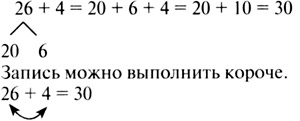 26 + 4 = 20 + 6 + 4 = 20 + 10 = 30
20 6
Запись можно выполнить короче.
26 + 4 = 30